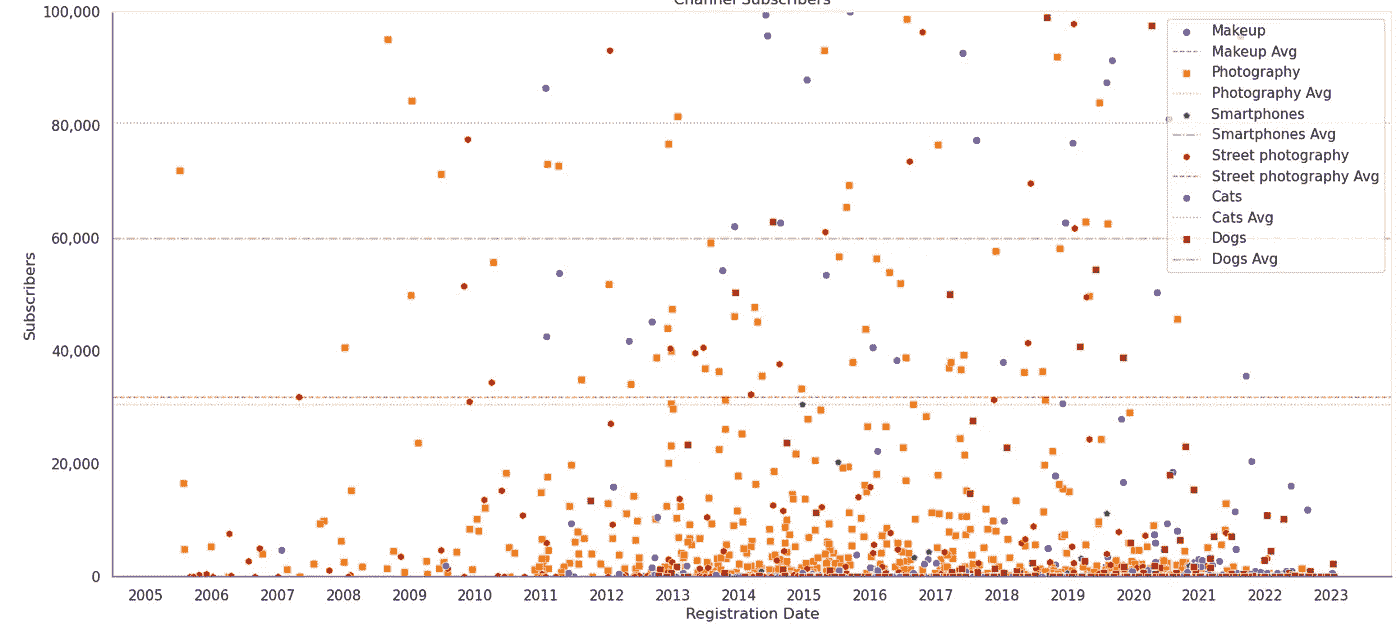 Channel Subscribers
100,000
80,000
60,000
40,000
20,000
0
Subscribers
Makeup
Makeup Avg
Photography
Photography Avg
Smartphones
Smartphones Avg
Street photography
Street photography Avg
Cats
Cats Avg
Dogs
Dogs Avg
2005 2006 2007 2008 2009 2010 2011 2012 2013 2014 2015 2016 2017 2018 2019 2020 2021 2022 2023
Registration Date